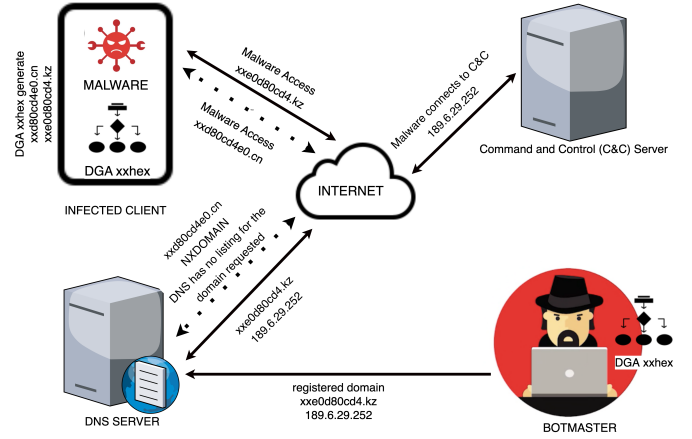 DGA xxhex generate
xxd80cd4e0.cn
xxe0d80cd4.kz
MALWARE
DGA xxhex
INFECTED CLIENT
Malware Access
xxe0d80cd4.kz
Malware Access
xxd80cd4e0.cn
INTERNET
Malware connects to C&C
189.6.29.252
Command and Control (C&C) Server
xxd80cd4e0.cn
NXDOMAIN
DNS has no listing for the
domain requested
xxe0d80cd4.kz
189.6.29.252
DNS SERVER
registered domain
xxe0d80cd4.kz
189.6.29.252
DGA xxhex
BOTMASTER